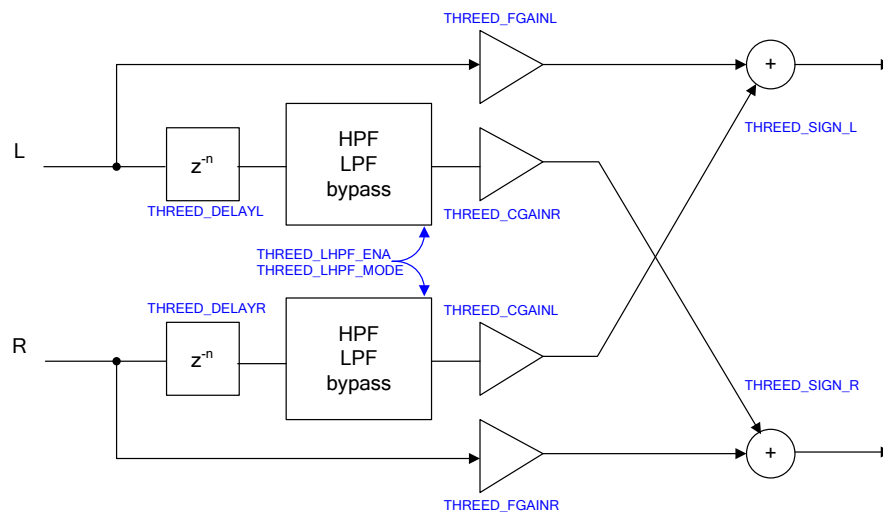 THREED_FGAINL
+
THREED_SIGN_L
L
z-n
HPF
LPF
bypass
THREED_DELAYL
THREED_CGAINR
THREED_LHPF_ENA
THREED_LHPF_MODE
THREED_DELAYR
THREED_CGAINL
R
z-n
HPF
LPF
bypass
THREED_SIGN_R
+
THREED_FGAINR